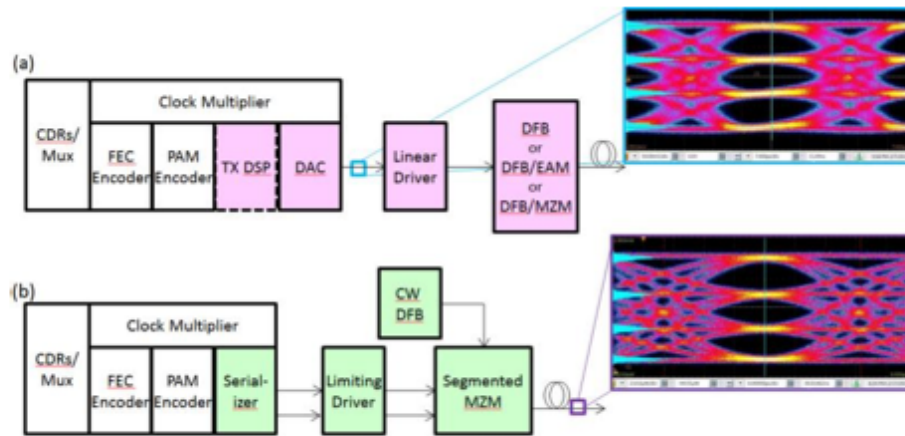 (a)
Clock Multiplier
CDRs/
Mux
FEC
Encoder
PAM
Encoder
TX DSP
DAC
Linear
Driver
DFB
or
DFB/EAM
or
DFB/MZM
(b)
CW
DFB
Clock Multiplier
CDRs/
Mux
FEC
Encoder
PAM
Encoder
Serial-
izer
Limiting
Driver
Segmented
MZM